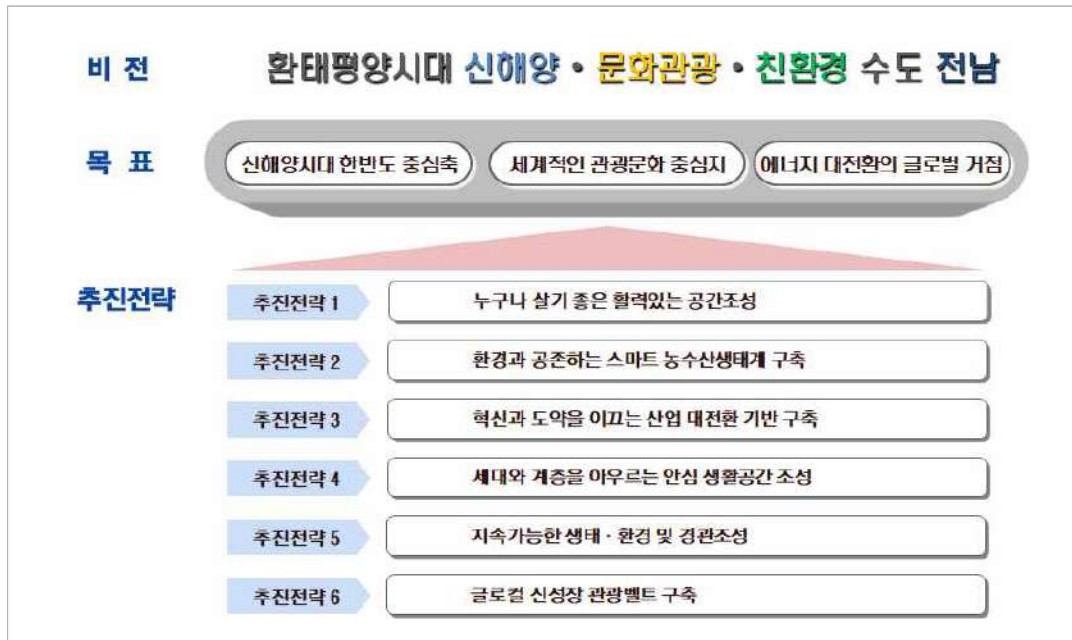 비 전 환태평양시대 신해양・문화관광・친환경 수도 전남
목 표 신해양시대 한반도 중심축 세계적인 관광문화 중심지 에너지 대전환의 글로벌 거점
추진전략 추진전략 1 누구나 살기 좋은 활력있는 공간조성
추진전략 2 환경과 공존하는 스마트 농수산생태계 구축
추진전략 3 혁신과 도약을 이끄는 산업 대전환 기반 구축
추진전략 4 세대와 계층을 아우르는 안심 생활공간 조성
추진전략 5 지속가능한 생태・환경 및 경관조성
추진전략 6 글로컬 신성장 관광벨트 구축